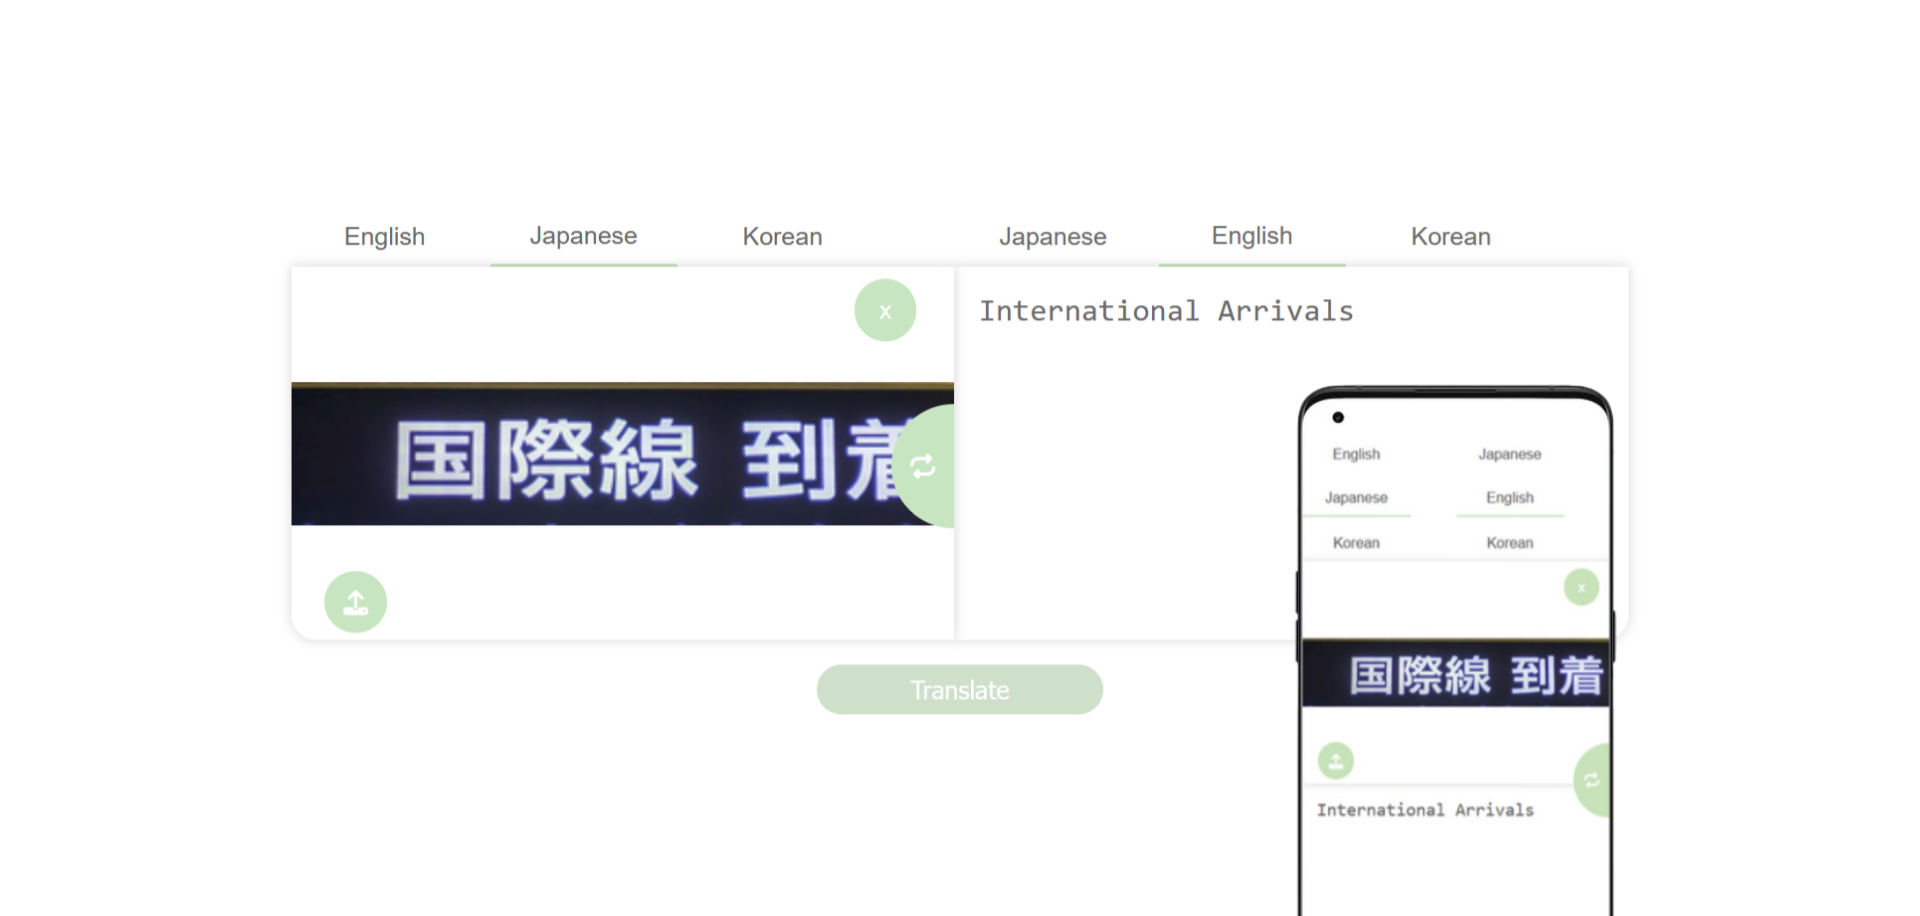 English
Japanese
Korean
Japanese
English
Korean
x
International Arrivals
国際線 到着
Translate
English
Japanese
Japanese
English
Korean
Korean
x
国際線 到着
International Arrivals